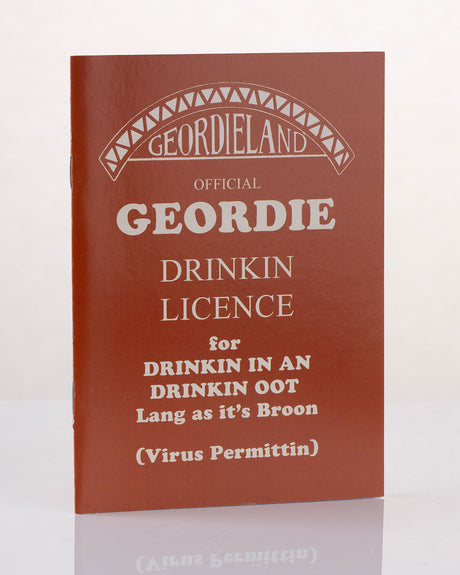 GEORDIELAND
OFFICIAL
GEORDIE
DRINKIN
LICENCE
for
DRINKIN IN AN
DRINKIN OOT
Lang as it's Broon
(Virus Permittin)